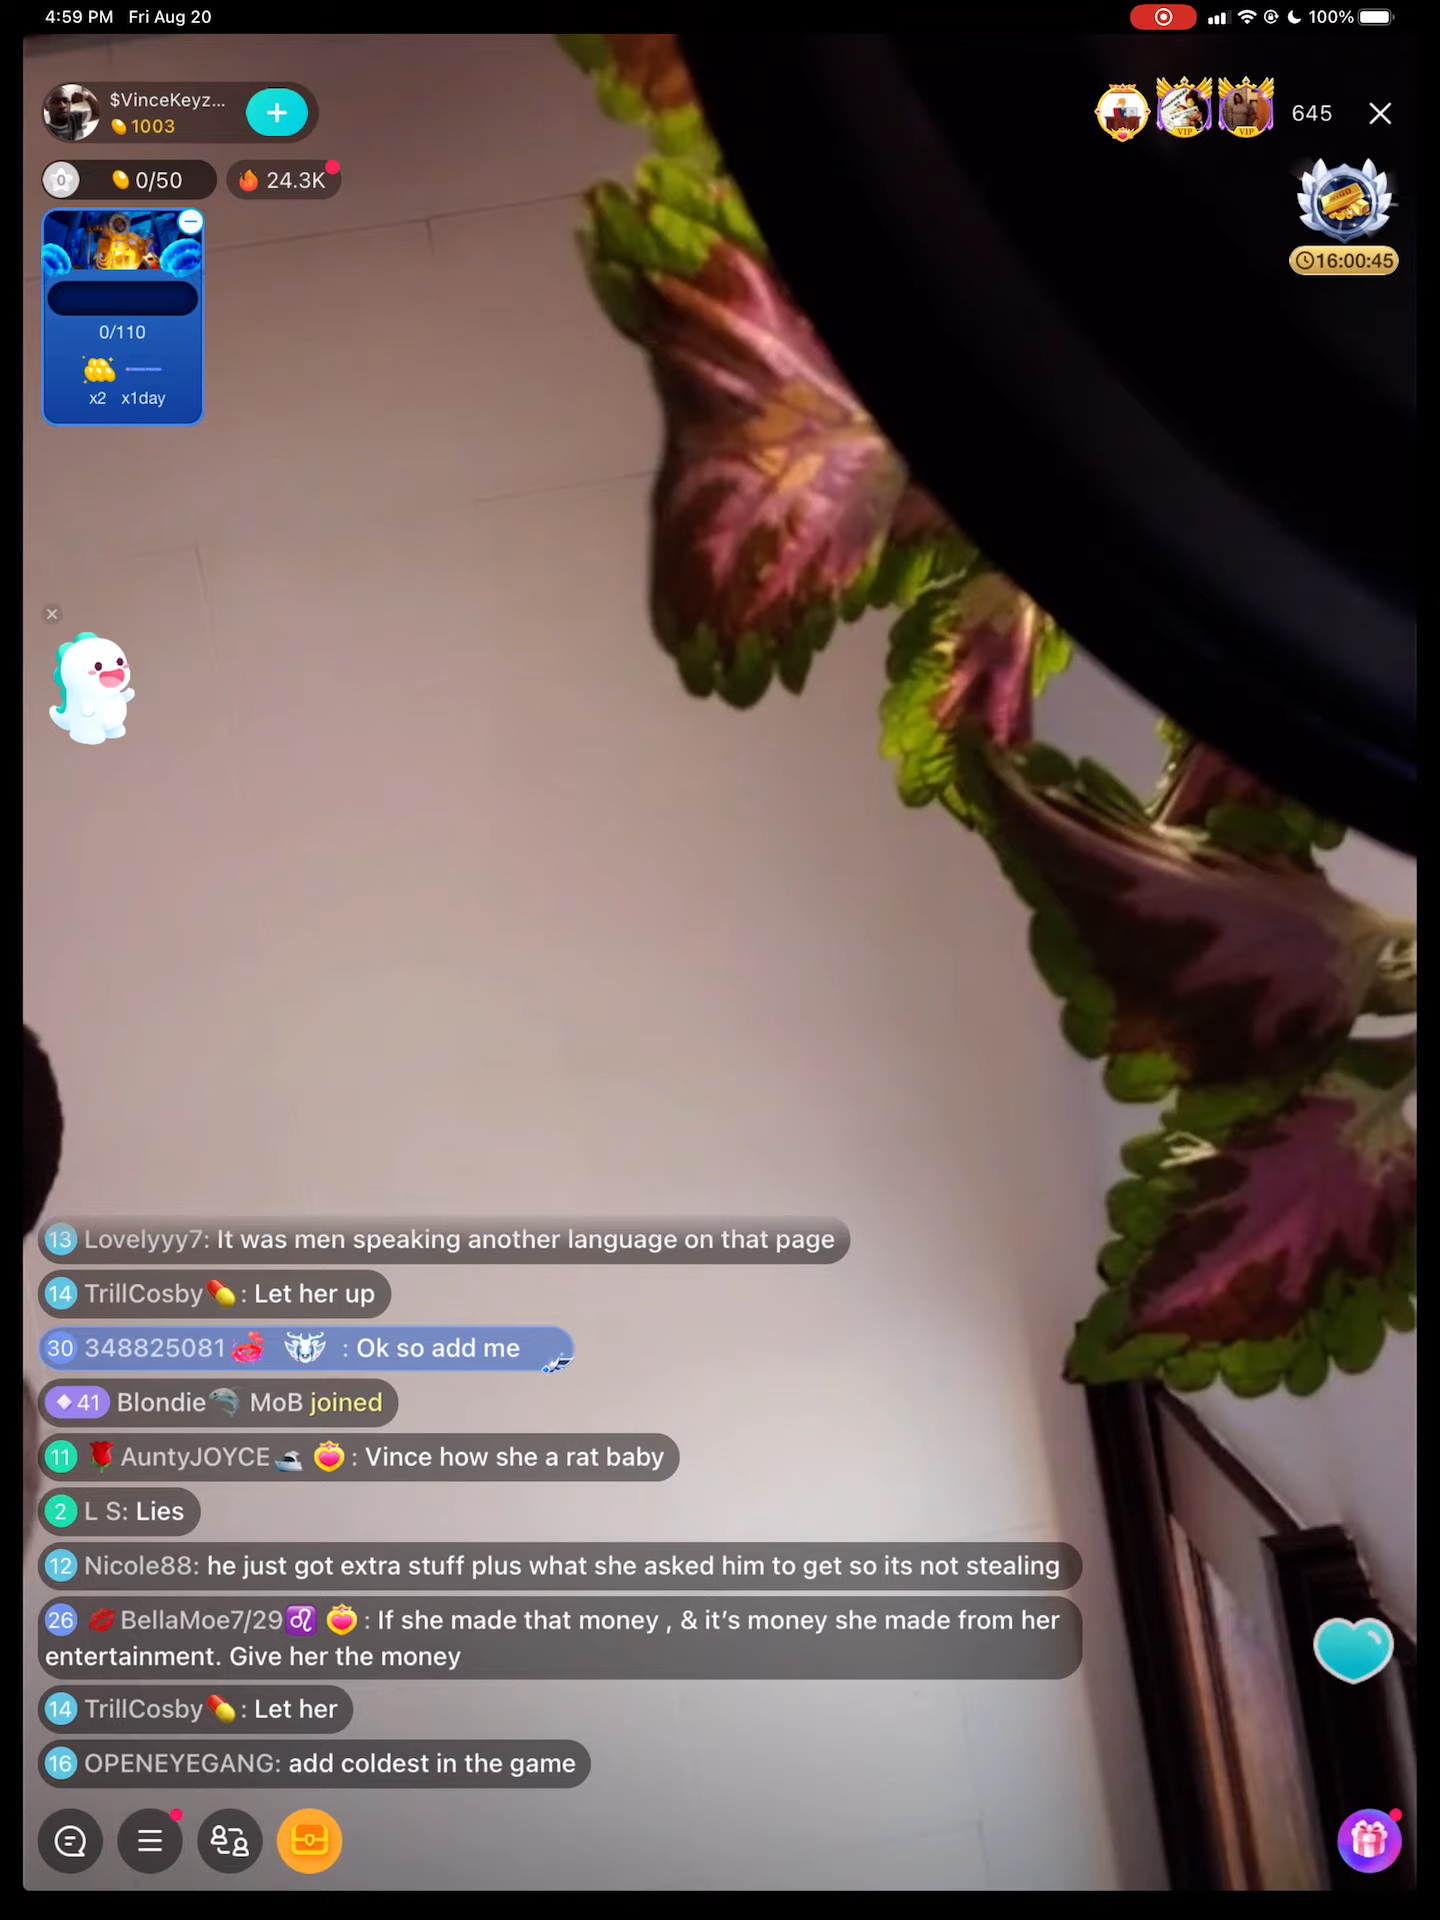 4:59 PM Fri Aug 20
100%
$VinceKeyz...
1003
645
0
0/50
24.3K
VIP
VIP
16:00:45
0/110
x2 x1day
13 Lovelyyy7: It was men speaking another language on that page
14 TrillCosby💊: Let her up
30 348825081🦀 : Ok so add me
41 Blondie🐬 MoB joined
11 🌹AuntyJOYCE🛥 : Vince how she a rat baby
2 L S: Lies
12 Nicole88: he just got extra stuff plus what she asked him to get so its not stealing
26 💋BellaMoe7/29♌ : If she made that money , & it’s money she made from her
entertainment. Give her the money
14 TrillCosby💊: Let her
16 OPENEYEGANG: add coldest in the game